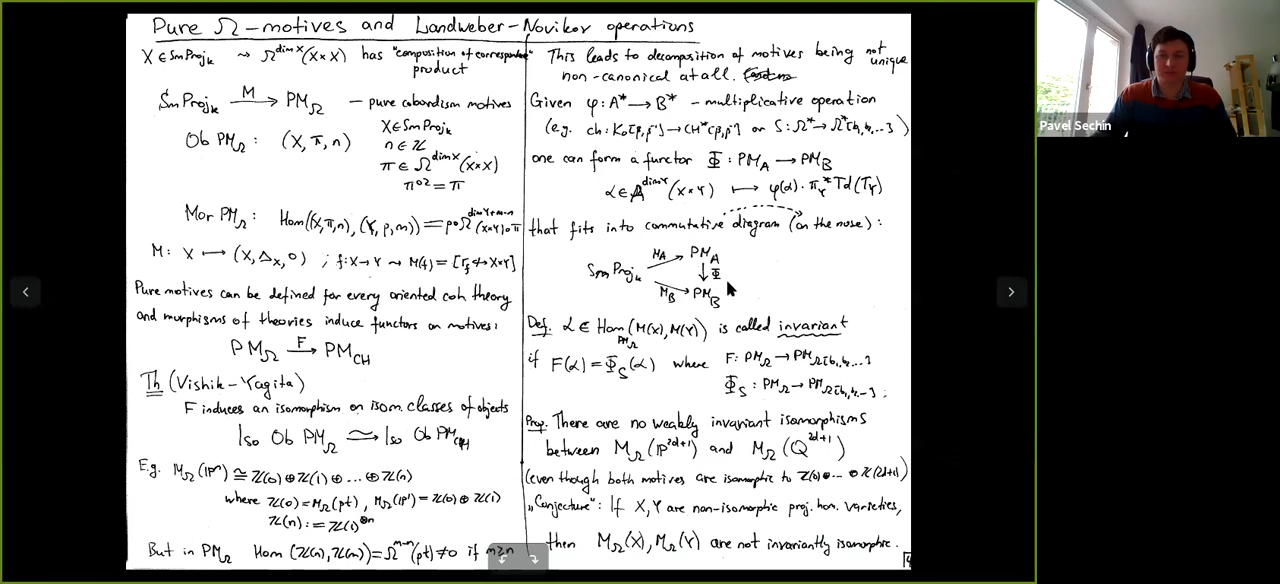 Pure Ω-motives and Landweber-Novikov operations
X ∈ SmProj_k ⇝ Ω^{dim X}(X×X) has "composition of correspondence"
product
SmProj_k —M→ PM_Ω — pure cobordism motives
Ob PM_Ω : (X, π, n)
X ∈ SmProj_k
n ∈ ℤ
π ∈ Ω^{dim X}(X×X)
π^{∘2} = π
Mor PM_Ω : Hom((X,π,n), (Y,ρ,m)) = ρ∘Ω^{dim Y+m-n}(X×Y)∘π
M: X ⟼ (X, Δ_X, 0) ; f: X→Y ⇝ M(f) = [Γ_f ↪ X×Y]
Pure motives can be defined for every oriented coh theory
and morphisms of theories induce functors on motives:
PM_Ω —F→ PM_CH
Th (Vishik-Yagita)
F induces an isomorphism on isom. classes of objects
Iso Ob PM_Ω ≃→ Iso Ob PM_CH
E.g. M_Ω(ℙ^n) ≅ ℤ(0) ⊕ ℤ(1) ⊕ ... ⊕ ℤ(n)
where ℤ(0) = M_Ω(pt), M_Ω(ℙ^1) = ℤ(0) ⊕ ℤ(1)
ℤ(n) := ℤ(1)^{⊗n}
But in PM_Ω Hom(ℤ(n), ℤ(m)) = Ω^{m-n}(pt) ≠ 0 if m≥n
This leads to decomposition of motives being not unique
non-canonical at all.
Given φ: A* → B* - multiplicative operation
(e.g. ch: K_0[β,β^{-1}] → CH*[β,β^{-1}] or S: Ω* → Ω*[b_1,b_2,...])
one can form a functor Φ : PM_A → PM_B
α ∈ A^{dim Y}(X×Y) ⟼ φ(α)·π_Y^* Td(T_Y)
that fits into commutative diagram (on the nose):
M_A PM_A
SmProj_k ↓Φ
M_B PM_B
Def. α ∈ Hom_{PM_Ω}(M(X), M(Y)) is called invariant
if F(α) = Φ_S(α) where F: PM_Ω → PM_Ω[b_1,b_2,...]
Φ_S : PM_Ω → PM_Ω[b_1,b_2,...] ;
Prop. There are no weakly invariant isomorphisms
between M_Ω(ℙ^{2d+1}) and M_Ω(Q^{2d+1})
(even though both motives are isomorphic to ℤ(0)⊕...⊕ℤ(2d+1))
"Conjecture": If X, Y are non-isomorphic proj. hom. varieties,
then M_Ω(X), M_Ω(Y) are not invariantly isomorphic.
Pavel Sechin